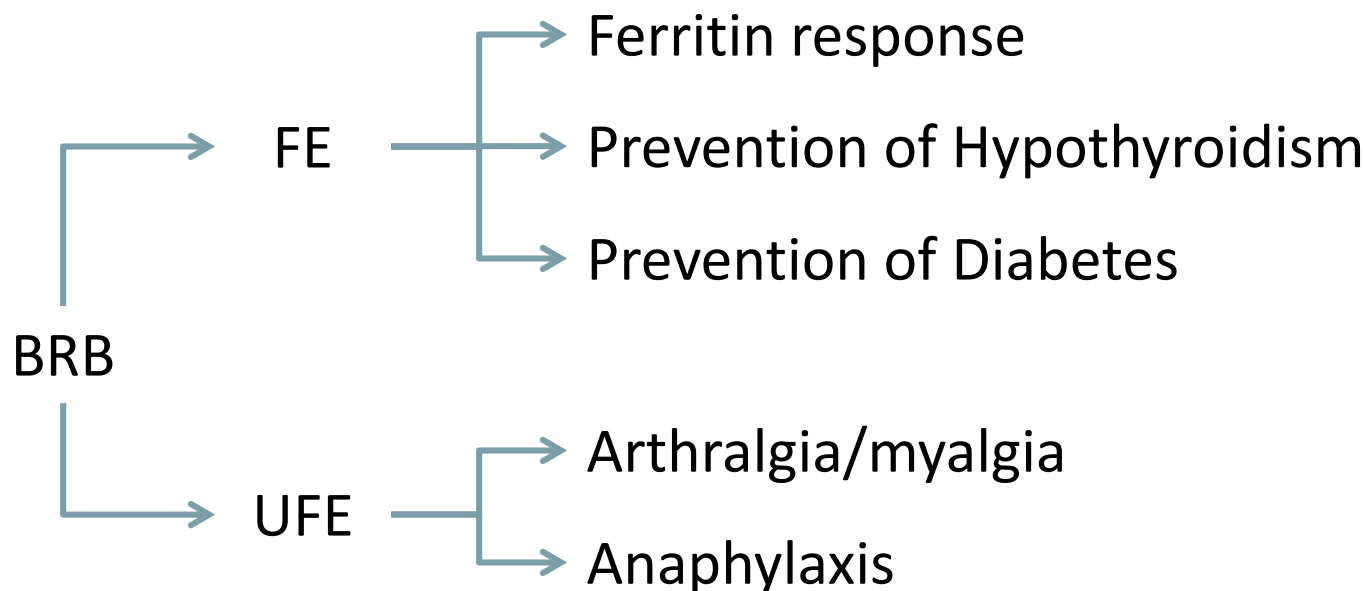 Ferritin response
FE
Prevention of Hypothyroidism
Prevention of Diabetes
BRB
Arthralgia/myalgia
UFE
Anaphylaxis